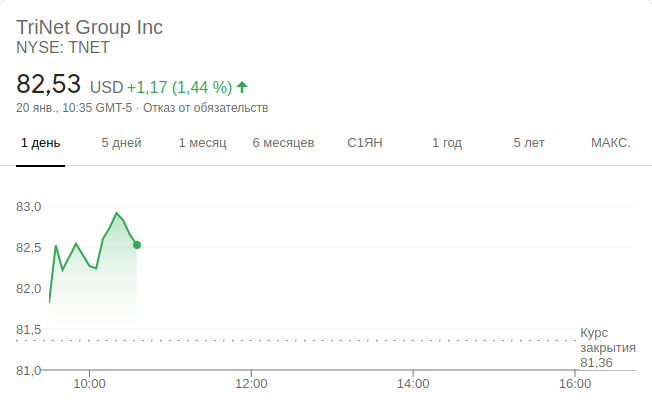 TriNet Group Inc
NYSE: TNET
82,53 USD +1,17 (1,44 %)
20 янв., 10:35 GMT-5 · Отказ от обязательств
1 день 5 дней 1 месяц 6 месяцев С1ЯН 1 год 5 лет МАКС.
83,0
82,5
82,0
81,5
Курс
закрытия
81,36
81,0
10:00 12:00 14:00 16:00